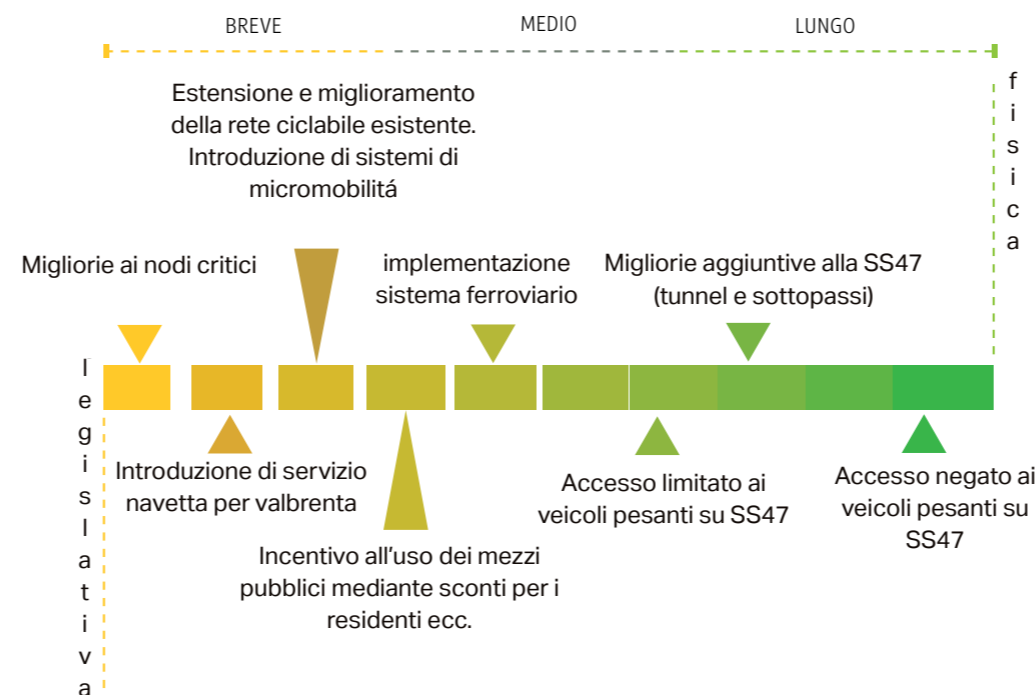 BREVE
MEDIO
LUNGO
Estensione e miglioramento
della rete ciclabile esistente.
Introduzione di sistemi di
micromobilitá
fisica
Migliorie ai nodi critici
implementazione
sistema ferroviario
Migliorie aggiuntive alla SS47
(tunnel e sottopassi)
legislativa
Introduzione di servizio
navetta per valbrenta
Incentivo all'uso dei mezzi
pubblici mediante sconti per i
residenti ecc.
Accesso limitato ai
veicoli pesanti su SS47
Accesso negato ai
veicoli pesanti su
SS47